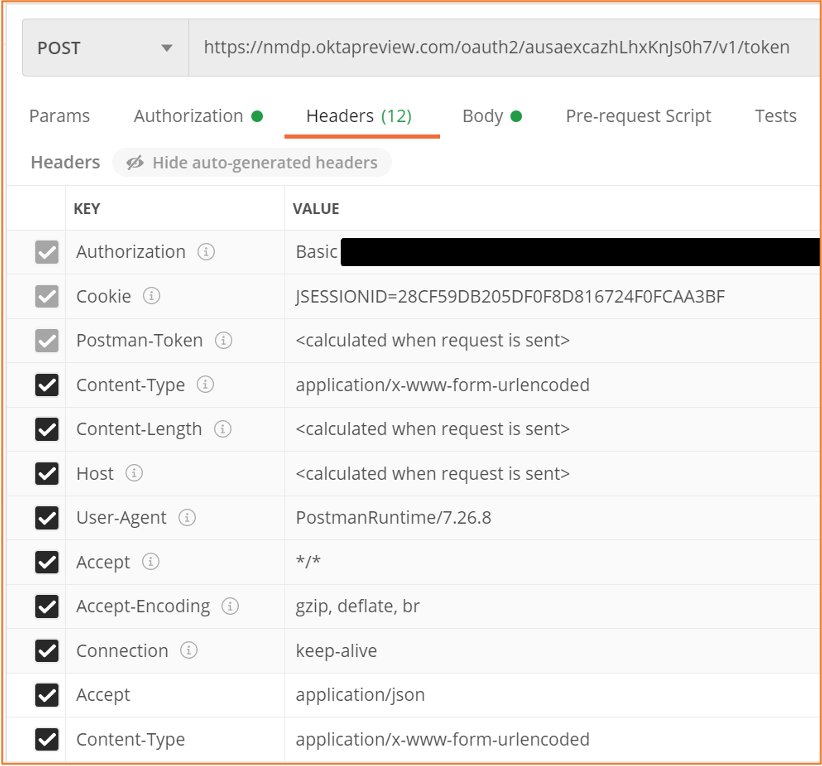 POST https://nmdp.oktapreview.com/oauth2/ausaexcazhLhxKnJs0h7/v1/token
Params Authorization Headers (12) Body Pre-request Script Tests
Headers Hide auto-generated headers
KEY VALUE
Authorization Basic
Cookie JSESSIONID=28CF59DB205DF0F8D816724F0FCAA3BF
Postman-Token <calculated when request is sent>
Content-Type application/x-www-form-urlencoded
Content-Length <calculated when request is sent>
Host <calculated when request is sent>
User-Agent PostmanRuntime/7.26.8
Accept */*
Accept-Encoding gzip, deflate, br
Connection keep-alive
Accept application/json
Content-Type application/x-www-form-urlencoded